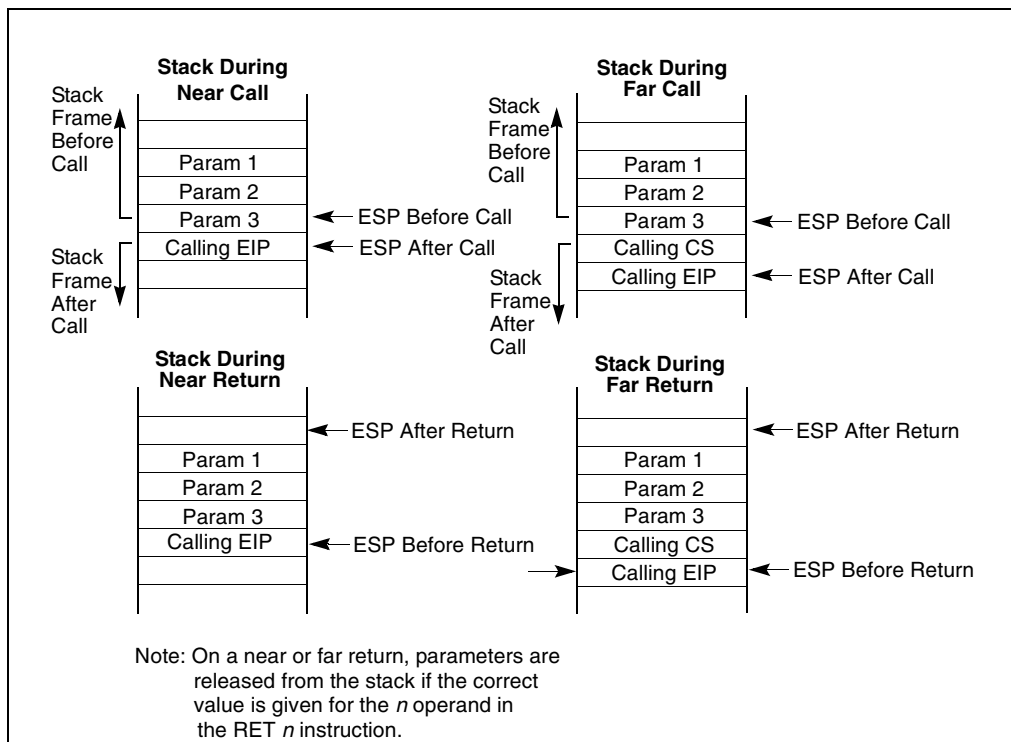 Stack During
Near Call
Stack
Frame
Before
Call
Param 1
Param 2
Param 3
ESP Before Call
Calling EIP
ESP After Call
Stack
Frame
After
Call
Stack During
Far Call
Stack
Frame
Before
Call
Param 1
Param 2
Param 3
ESP Before Call
Calling CS
Calling EIP
ESP After Call
Stack
Frame
After
Call
Stack During
Near Return
ESP After Return
Param 1
Param 2
Param 3
Calling EIP
ESP Before Return
Stack During
Far Return
ESP After Return
Param 1
Param 2
Param 3
Calling CS
Calling EIP
ESP Before Return
Note: On a near or far return, parameters are
released from the stack if the correct
value is given for the n operand in
the RET n instruction.